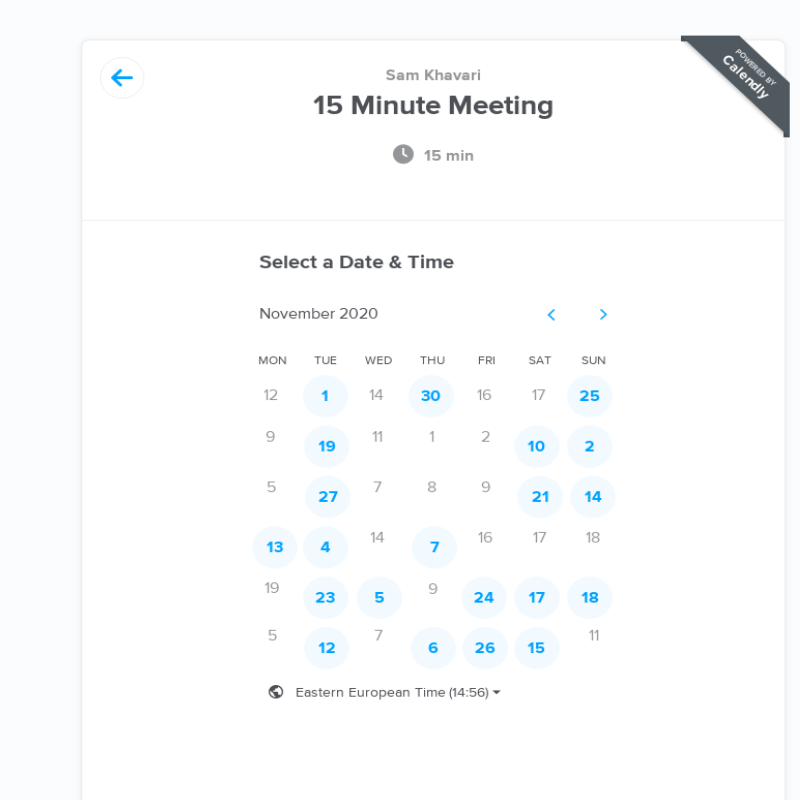 POWERED BY
Calendly
Sam Khavari
15 Minute Meeting
15 min
Select a Date & Time
November 2020
MON TUE WED THU FRI SAT SUN
12 1 14 30 16 17 25
9 19 11 1 2 10 2
5 27 7 8 9 21 14
13 4 14 7 16 17 18
19 23 5 9 24 17 18
5 12 7 6 26 15 11
Eastern European Time (14:56)